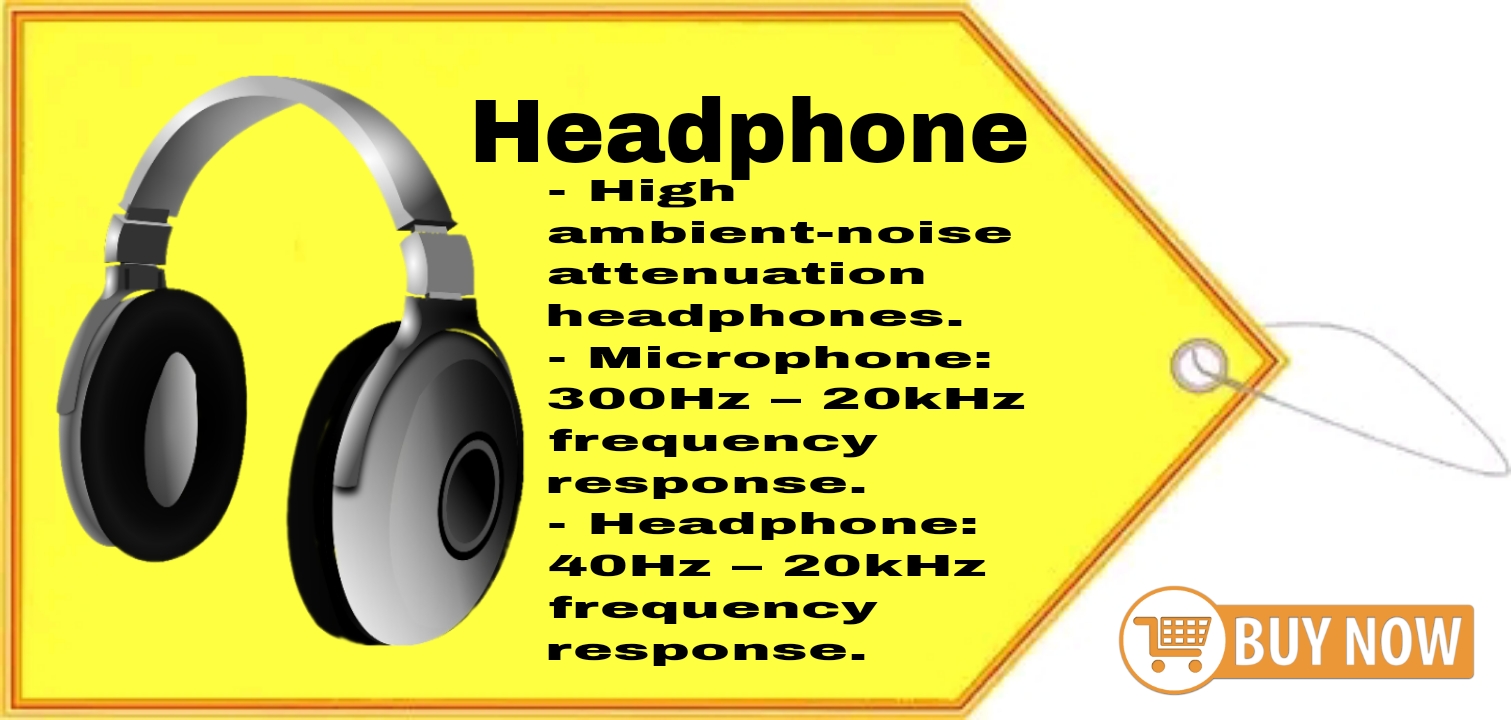 Headphone
- High
ambient-noise
attenuation
headphones.
- Microphone:
300Hz – 20kHz
frequency
response.
- Headphone:
40Hz – 20kHz
frequency
response.
BUY NOW